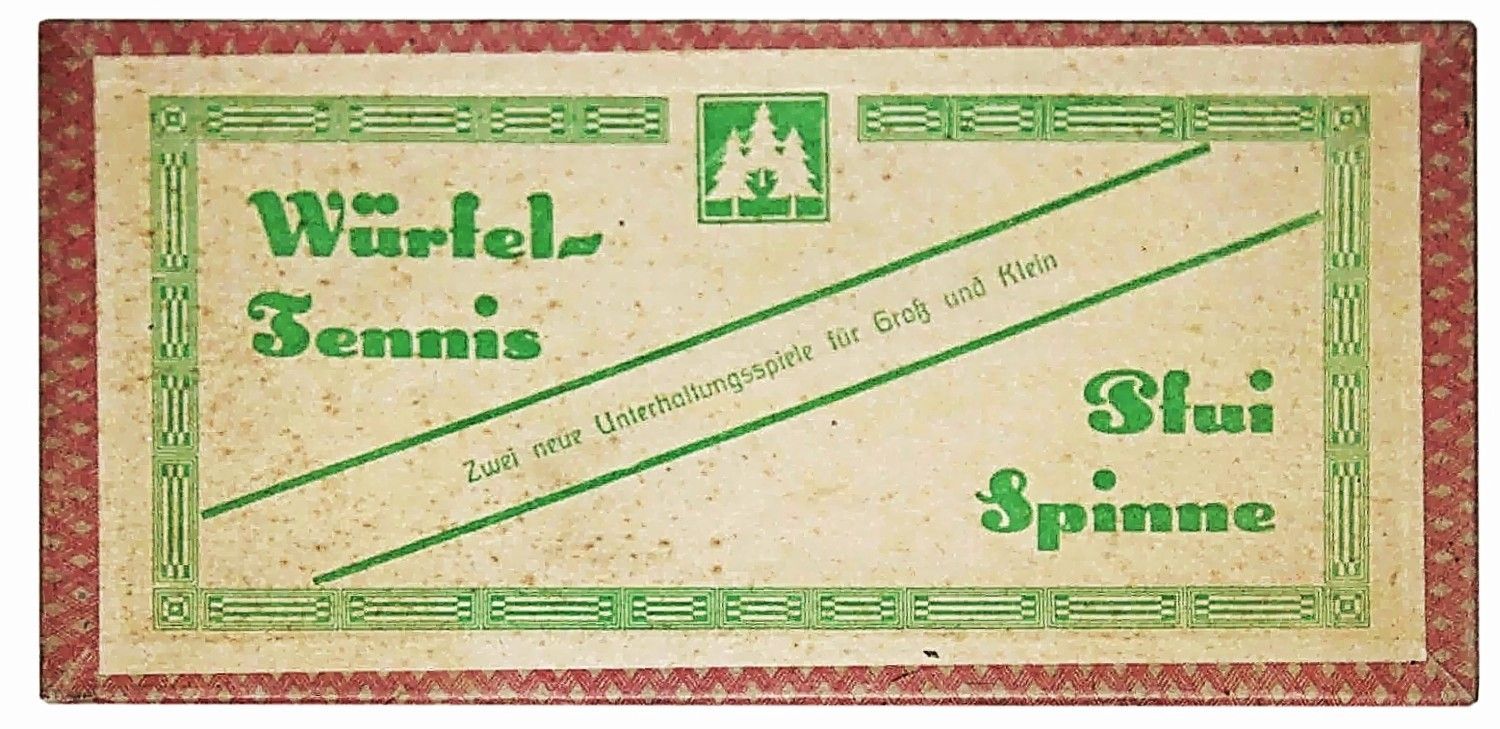 Würfel-
Tennis
Zwei neue Unterhaltungsspiele für Groß und Klein
Pfui
Spinne